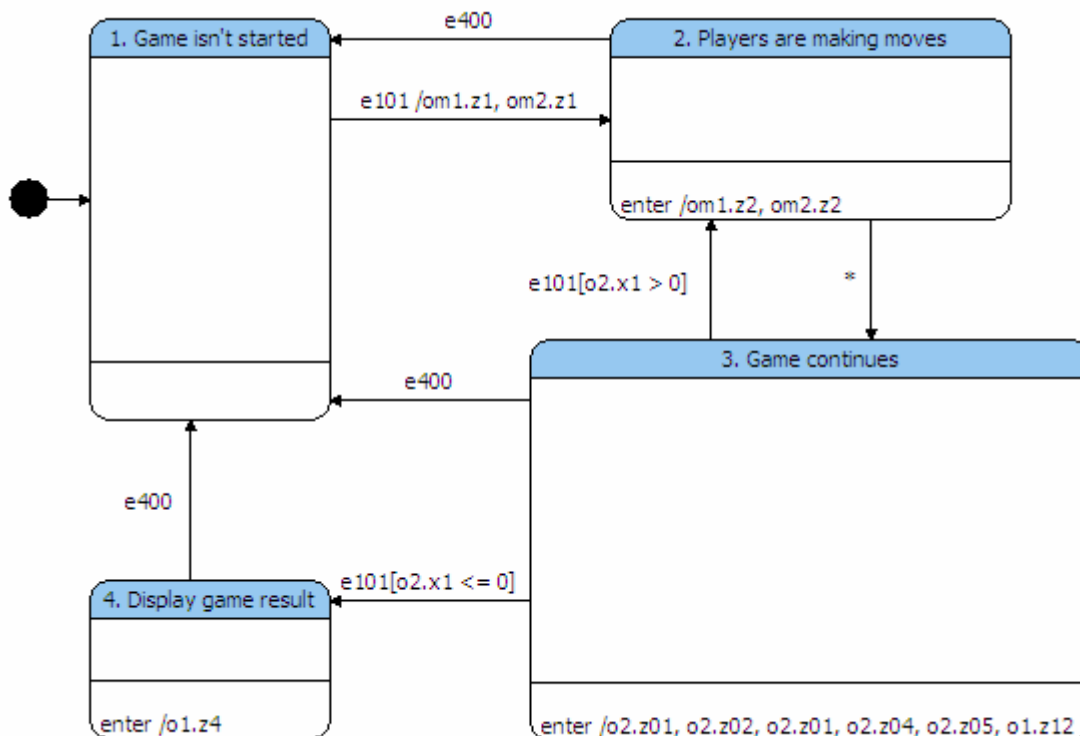 e400
1. Game isn't started
2. Players are making moves
e101 /om1.z1, om2.z1
enter /om1.z2, om2.z2
e101[o2.x1 > 0]
*
3. Game continues
e400
e400
e101[o2.x1 <= 0]
4. Display game result
enter /o1.z4
enter /o2.z01, o2.z02, o2.z01, o2.z04, o2.z05, o1.z12